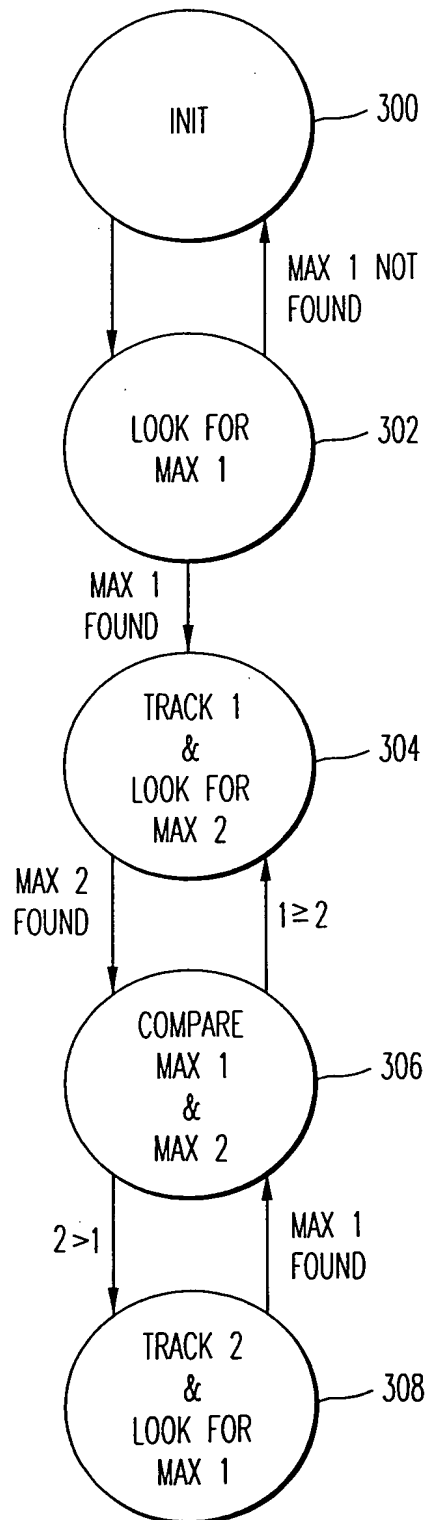 INIT
300
MAX 1 NOT
FOUND
LOOK FOR
MAX 1
302
MAX 1
FOUND
TRACK 1
&
LOOK FOR
MAX 2
304
MAX 2
FOUND
1≥2
COMPARE
MAX 1
&
MAX 2
306
2>1
MAX 1
FOUND
TRACK 2
&
LOOK FOR
MAX 1
308